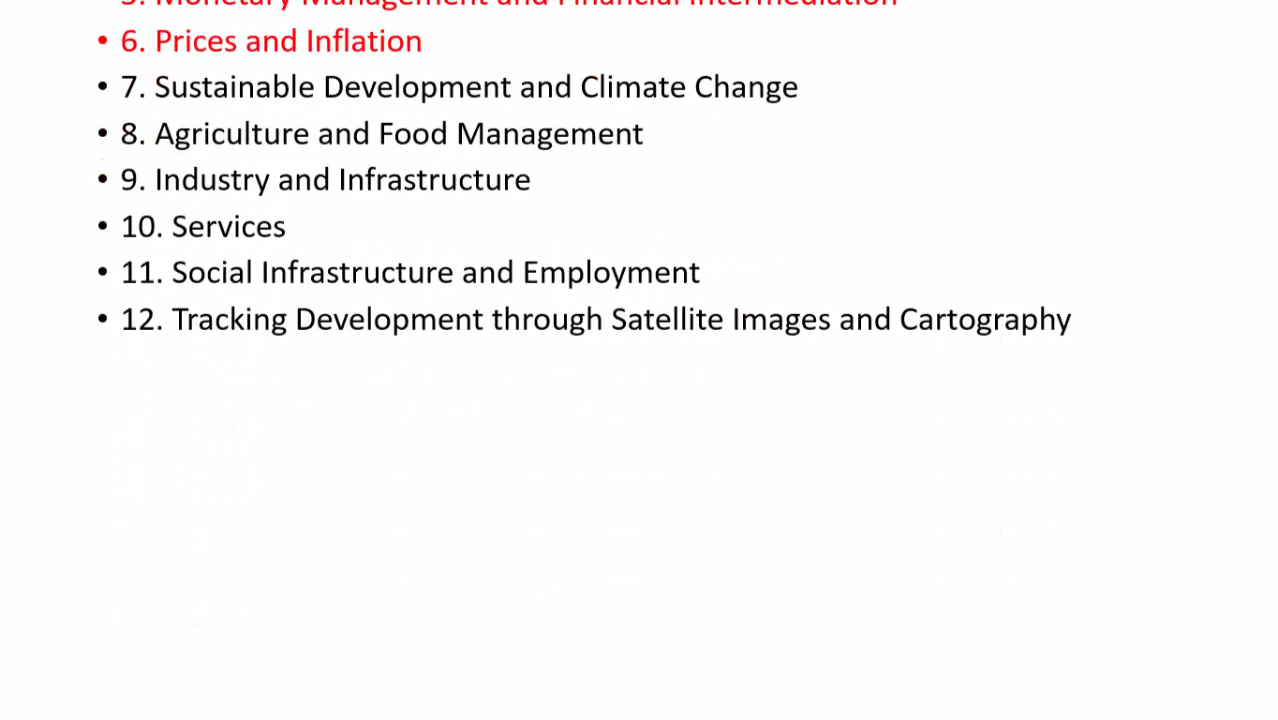 • 5. Monetary Management and Financial Intermediation
• 6. Prices and Inflation
• 7. Sustainable Development and Climate Change
• 8. Agriculture and Food Management
• 9. Industry and Infrastructure
• 10. Services
• 11. Social Infrastructure and Employment
• 12. Tracking Development through Satellite Images and Cartography